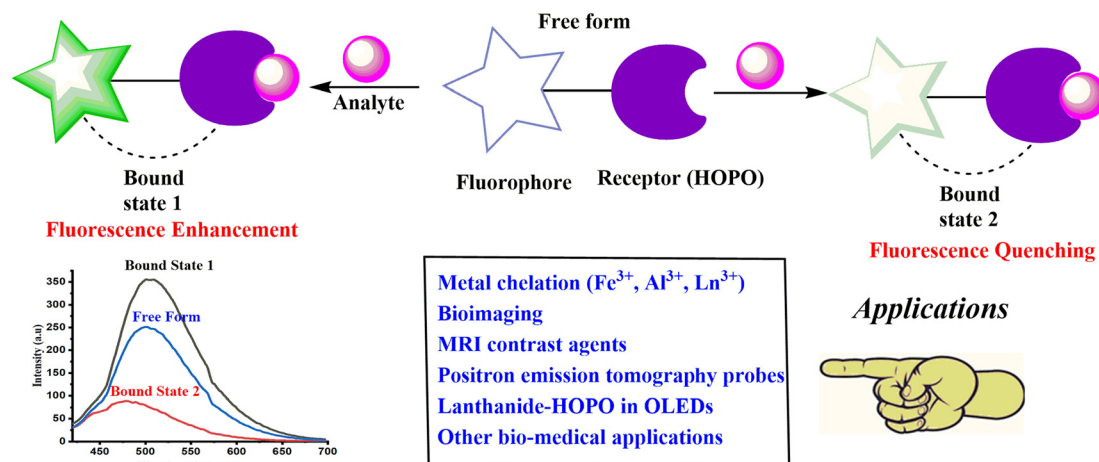 Free form
Analyte
Fluorophore
Receptor (HOPO)
Bound
state 1
Fluorescence Enhancement
Bound
state 2
Fluorescence Quenching
Bound State 1
Free Form
Bound State 2
Intensity (a.u)
350
300
250
200
150
100
50
0
450 500 550 600 650 700
Metal chelation (Fe³⁺, Al³⁺, Ln³⁺)
Bioimaging
MRI contrast agents
Positron emission tomography probes
Lanthanide-HOPO in OLEDs
Other bio-medical applications
Applications